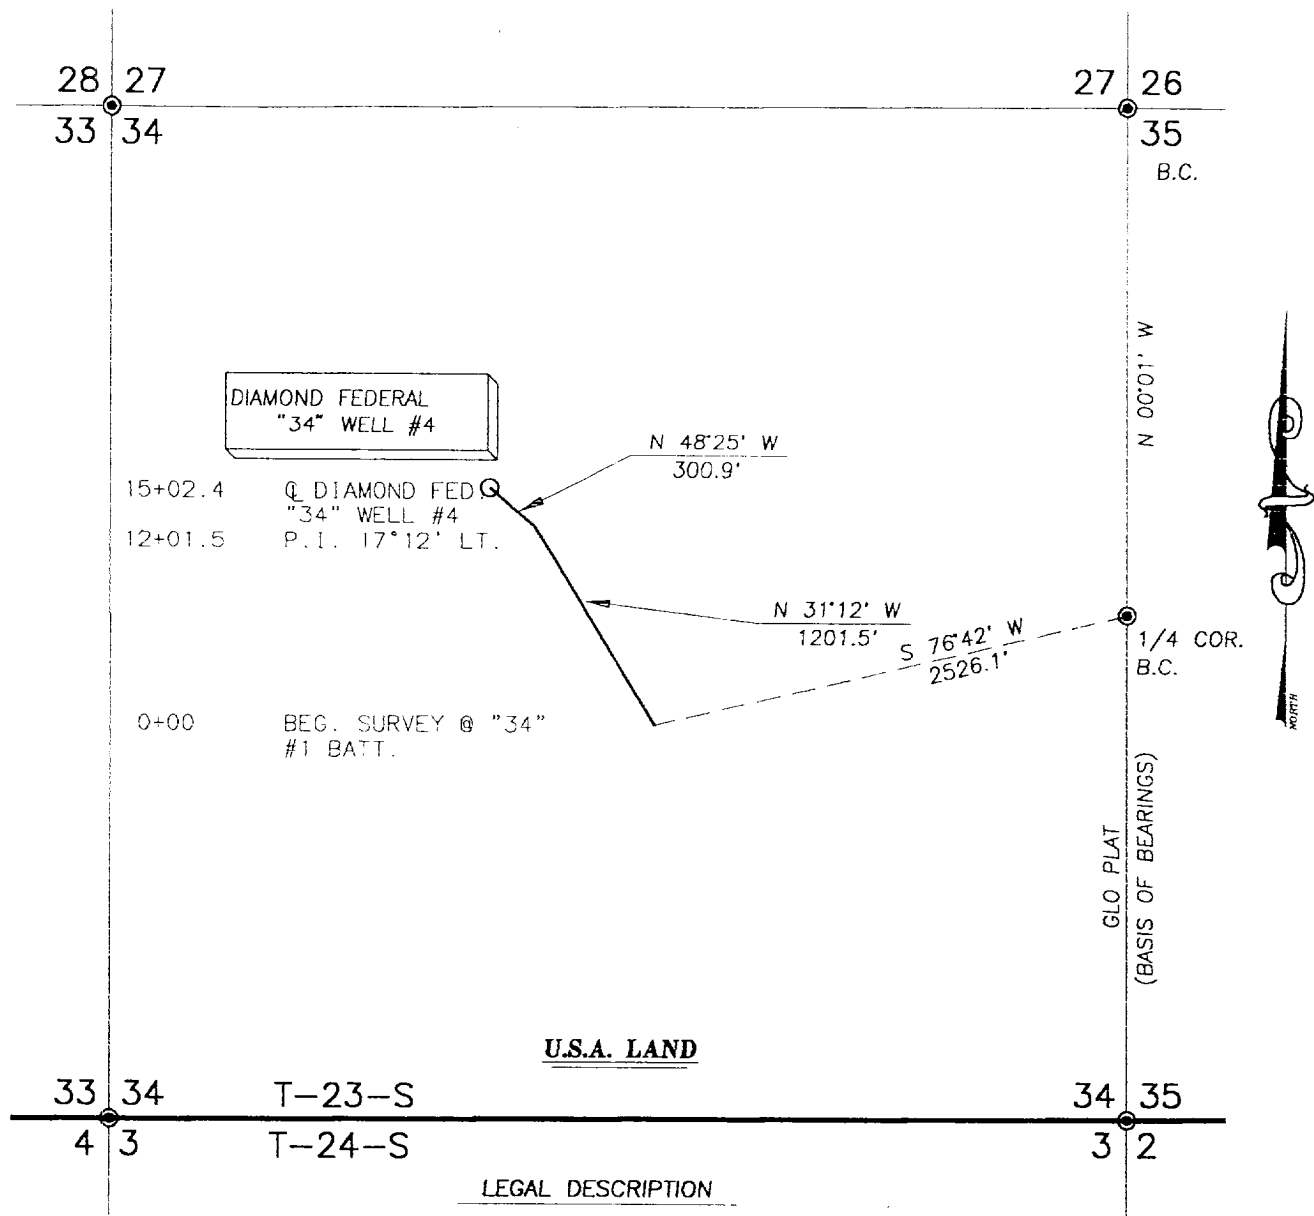 28 27
27 26
33 34
35
B.C.
N 00°01' W
DIAMOND FEDERAL
"34" WELL #4
N 48°25' W
300.9'
15+02.4 ℄ DIAMOND FED.
"34" WELL #4
12+01.5 P.I. 17°12' LT.
N 31°12' W
1201.5'
S 76°42' W
2526.1'
1/4 COR.
B.C.
NORTH
0+00 BEG. SURVEY @ "34"
#1 BATT.
GLO PLAT
(BASIS OF BEARINGS)
U.S.A. LAND
33 34 T-23-S
34 35
4 3 T-24-S
3 2
LEGAL DESCRIPTION